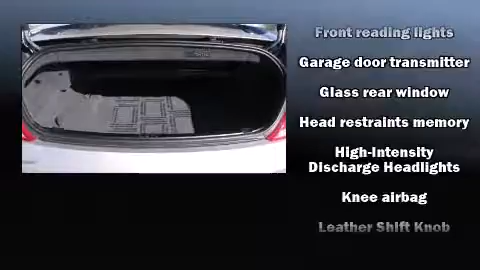 Front reading lights
Garage door transmitter
Glass rear window
Head restraints memory
High-Intensity
Discharge Headlights
Knee airbag
Leather Shift Knob